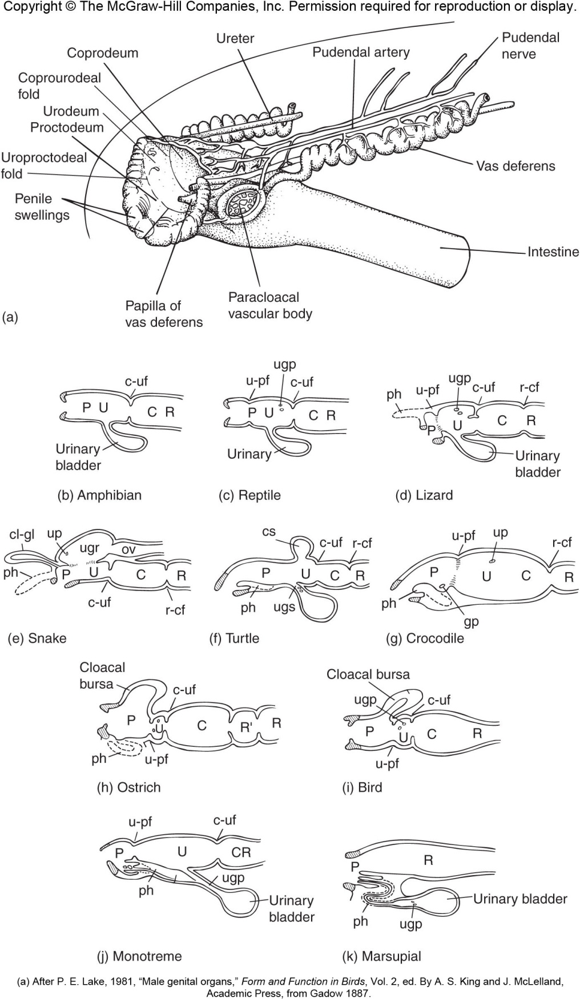 Copyright © The McGraw-Hill Companies, Inc. Permission required for reproduction or display.
Ureter
Pudendal
nerve
Coprodeum
Pudendal artery
Coprourodeal
fold
Urodeum
Proctodeum
Uroproctodeal
fold
Vas deferens
Penile
swellings
Intestine
Papilla of
vas deferens
Paracloacal
vascular body
(a)
c-uf
P U C R
Urinary
bladder
(b) Amphibian
ugp
u-pf c-uf
P U C R
Urinary
(c) Reptile
ugp
ph u-pf c-uf r-cf
P U C R
Urinary
bladder
(d) Lizard
cl-gl up
ugr ov
ph P U C R
c-uf
r-cf
(e) Snake
cs
c-uf r-cf
P U C R
ph ugs
(f) Turtle
u-pf up r-cf
P U C R
ph
gp
(g) Crocodile
Cloacal
bursa
c-uf
P U C R' R
ph u-pf
(h) Ostrich
Cloacal bursa
ugp c-uf
P U C R
u-pf
(i) Bird
u-pf c-uf
P U CR
ph ugp
Urinary
bladder
(j) Monotreme
R
P
Urinary bladder
ph ugp
(k) Marsupial
(a) After P. E. Lake, 1981, “Male genital organs,” Form and Function in Birds, Vol. 2, ed. By A. S. King and J. McLelland,
Academic Press, from Gadow 1887.